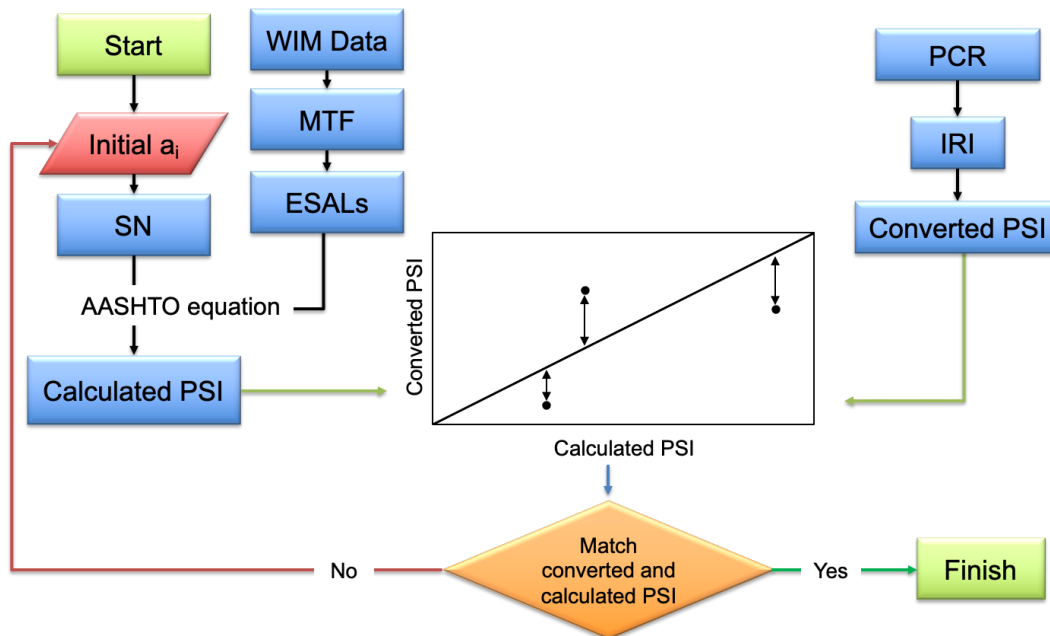 Start
WIM Data
PCR
MTF
Initial aᵢ
IRI
ESALs
SN
Converted PSI
AASHTO equation
Converted PSI
Calculated PSI
Calculated PSI
Match
converted and
calculated PSI
No
Yes
Finish